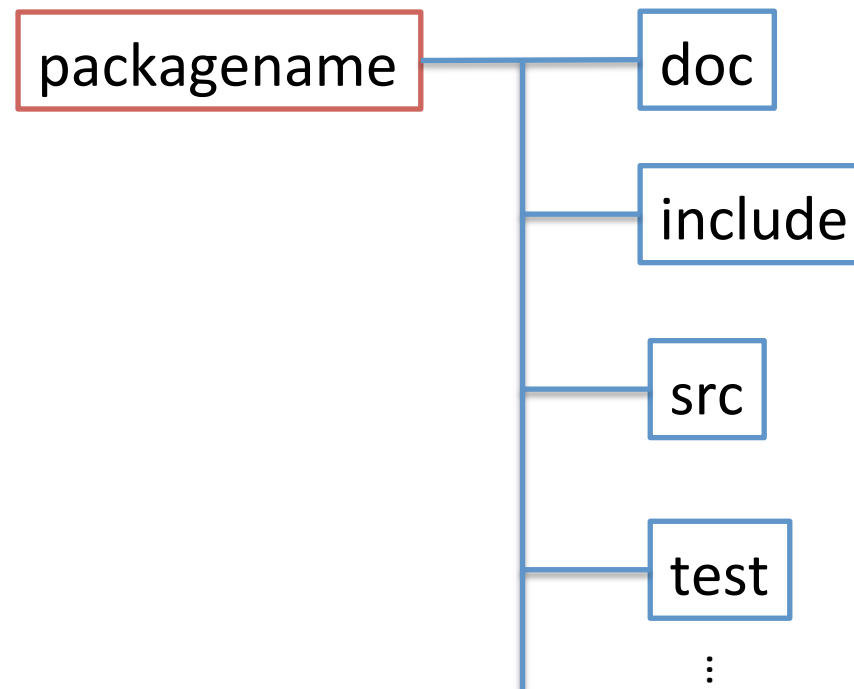 packagename
doc
include
src
test
⋮